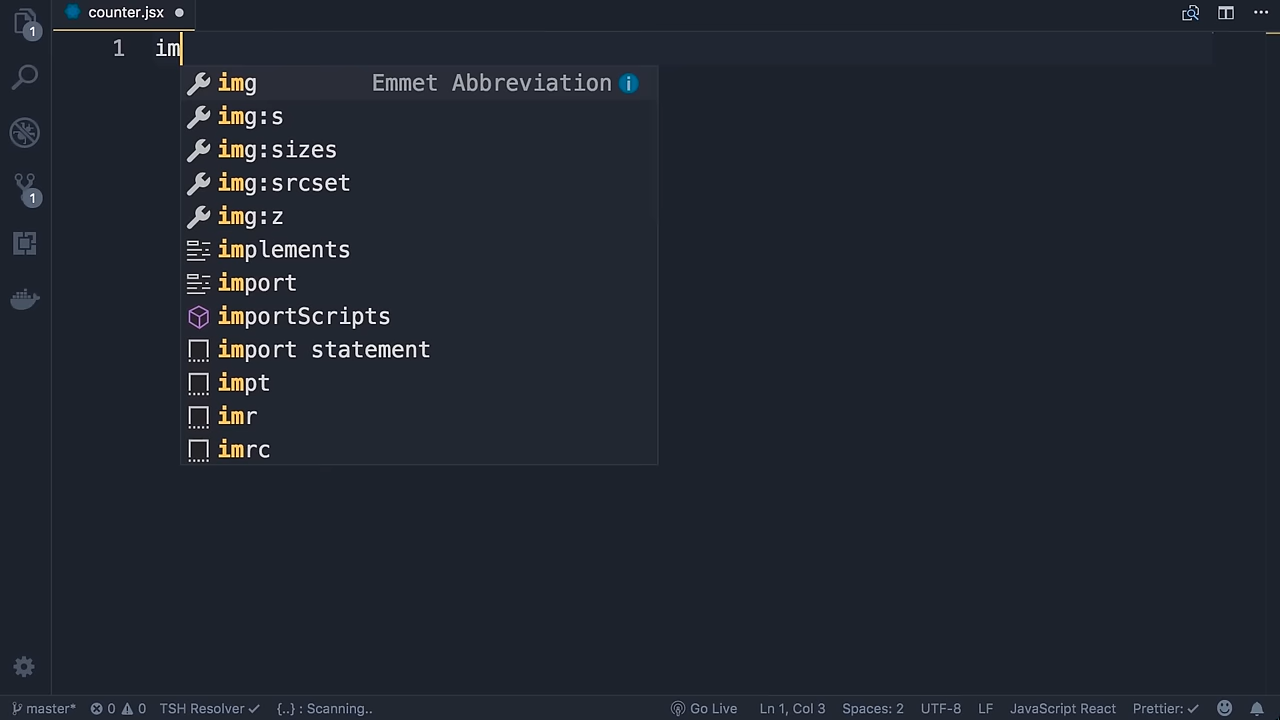 counter.jsx
1
1 im
img Emmet Abbreviation
img:s
img:sizes
img:srcset
img:z
implements
1
import
importScripts
import statement
impt
imr
imrc
master* 0 0 TSH Resolver {..} : Scanning.. Go Live Ln 1, Col 3 Spaces: 2 UTF-8 LF JavaScript React Prettier: